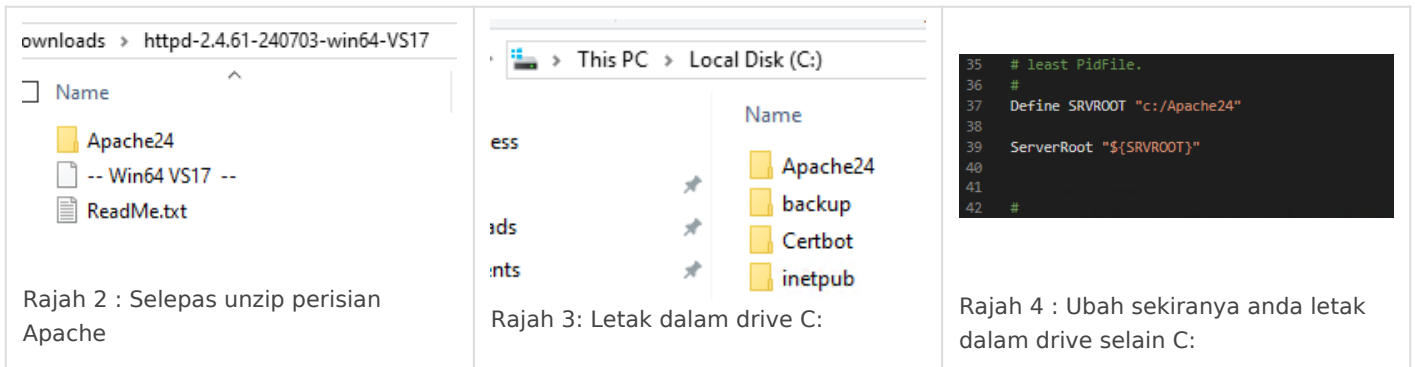 ownloads > httpd-2.4.61-240703-win64-VS17
Name
Apache24
-- Win64 VS17 --
ReadMe.txt
Rajah 2 : Selepas unzip perisian
Apache
> This PC > Local Disk (C:)
Name
ess
Apache24
backup
ads
Certbot
ents
inetpub
Rajah 3: Letak dalam drive C:
35 # least PidFile.
36 #
37 Define SRVROOT "c:/Apache24"
38
39 ServerRoot "${SRVROOT}"
40
41
42 #
Rajah 4 : Ubah sekiranya anda letak
dalam drive selain C: